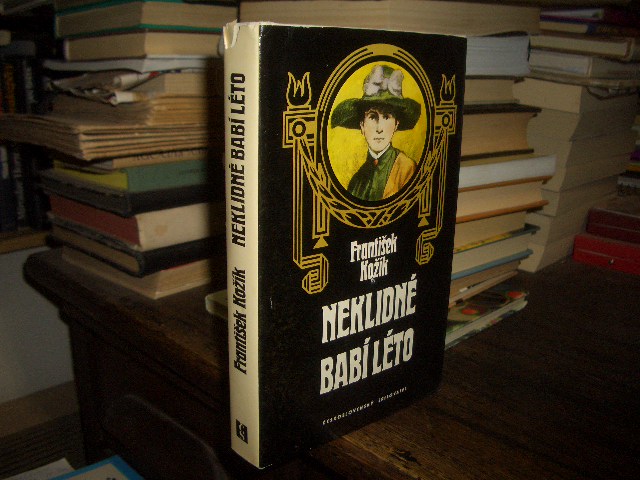 František
Kožík
NEKLIDNÉ
BABÍ LÉTO
ČESKOSLOVENSKÝ SPISOVATEL
František Kožík NEKLIDNÉ BABÍ LÉTO